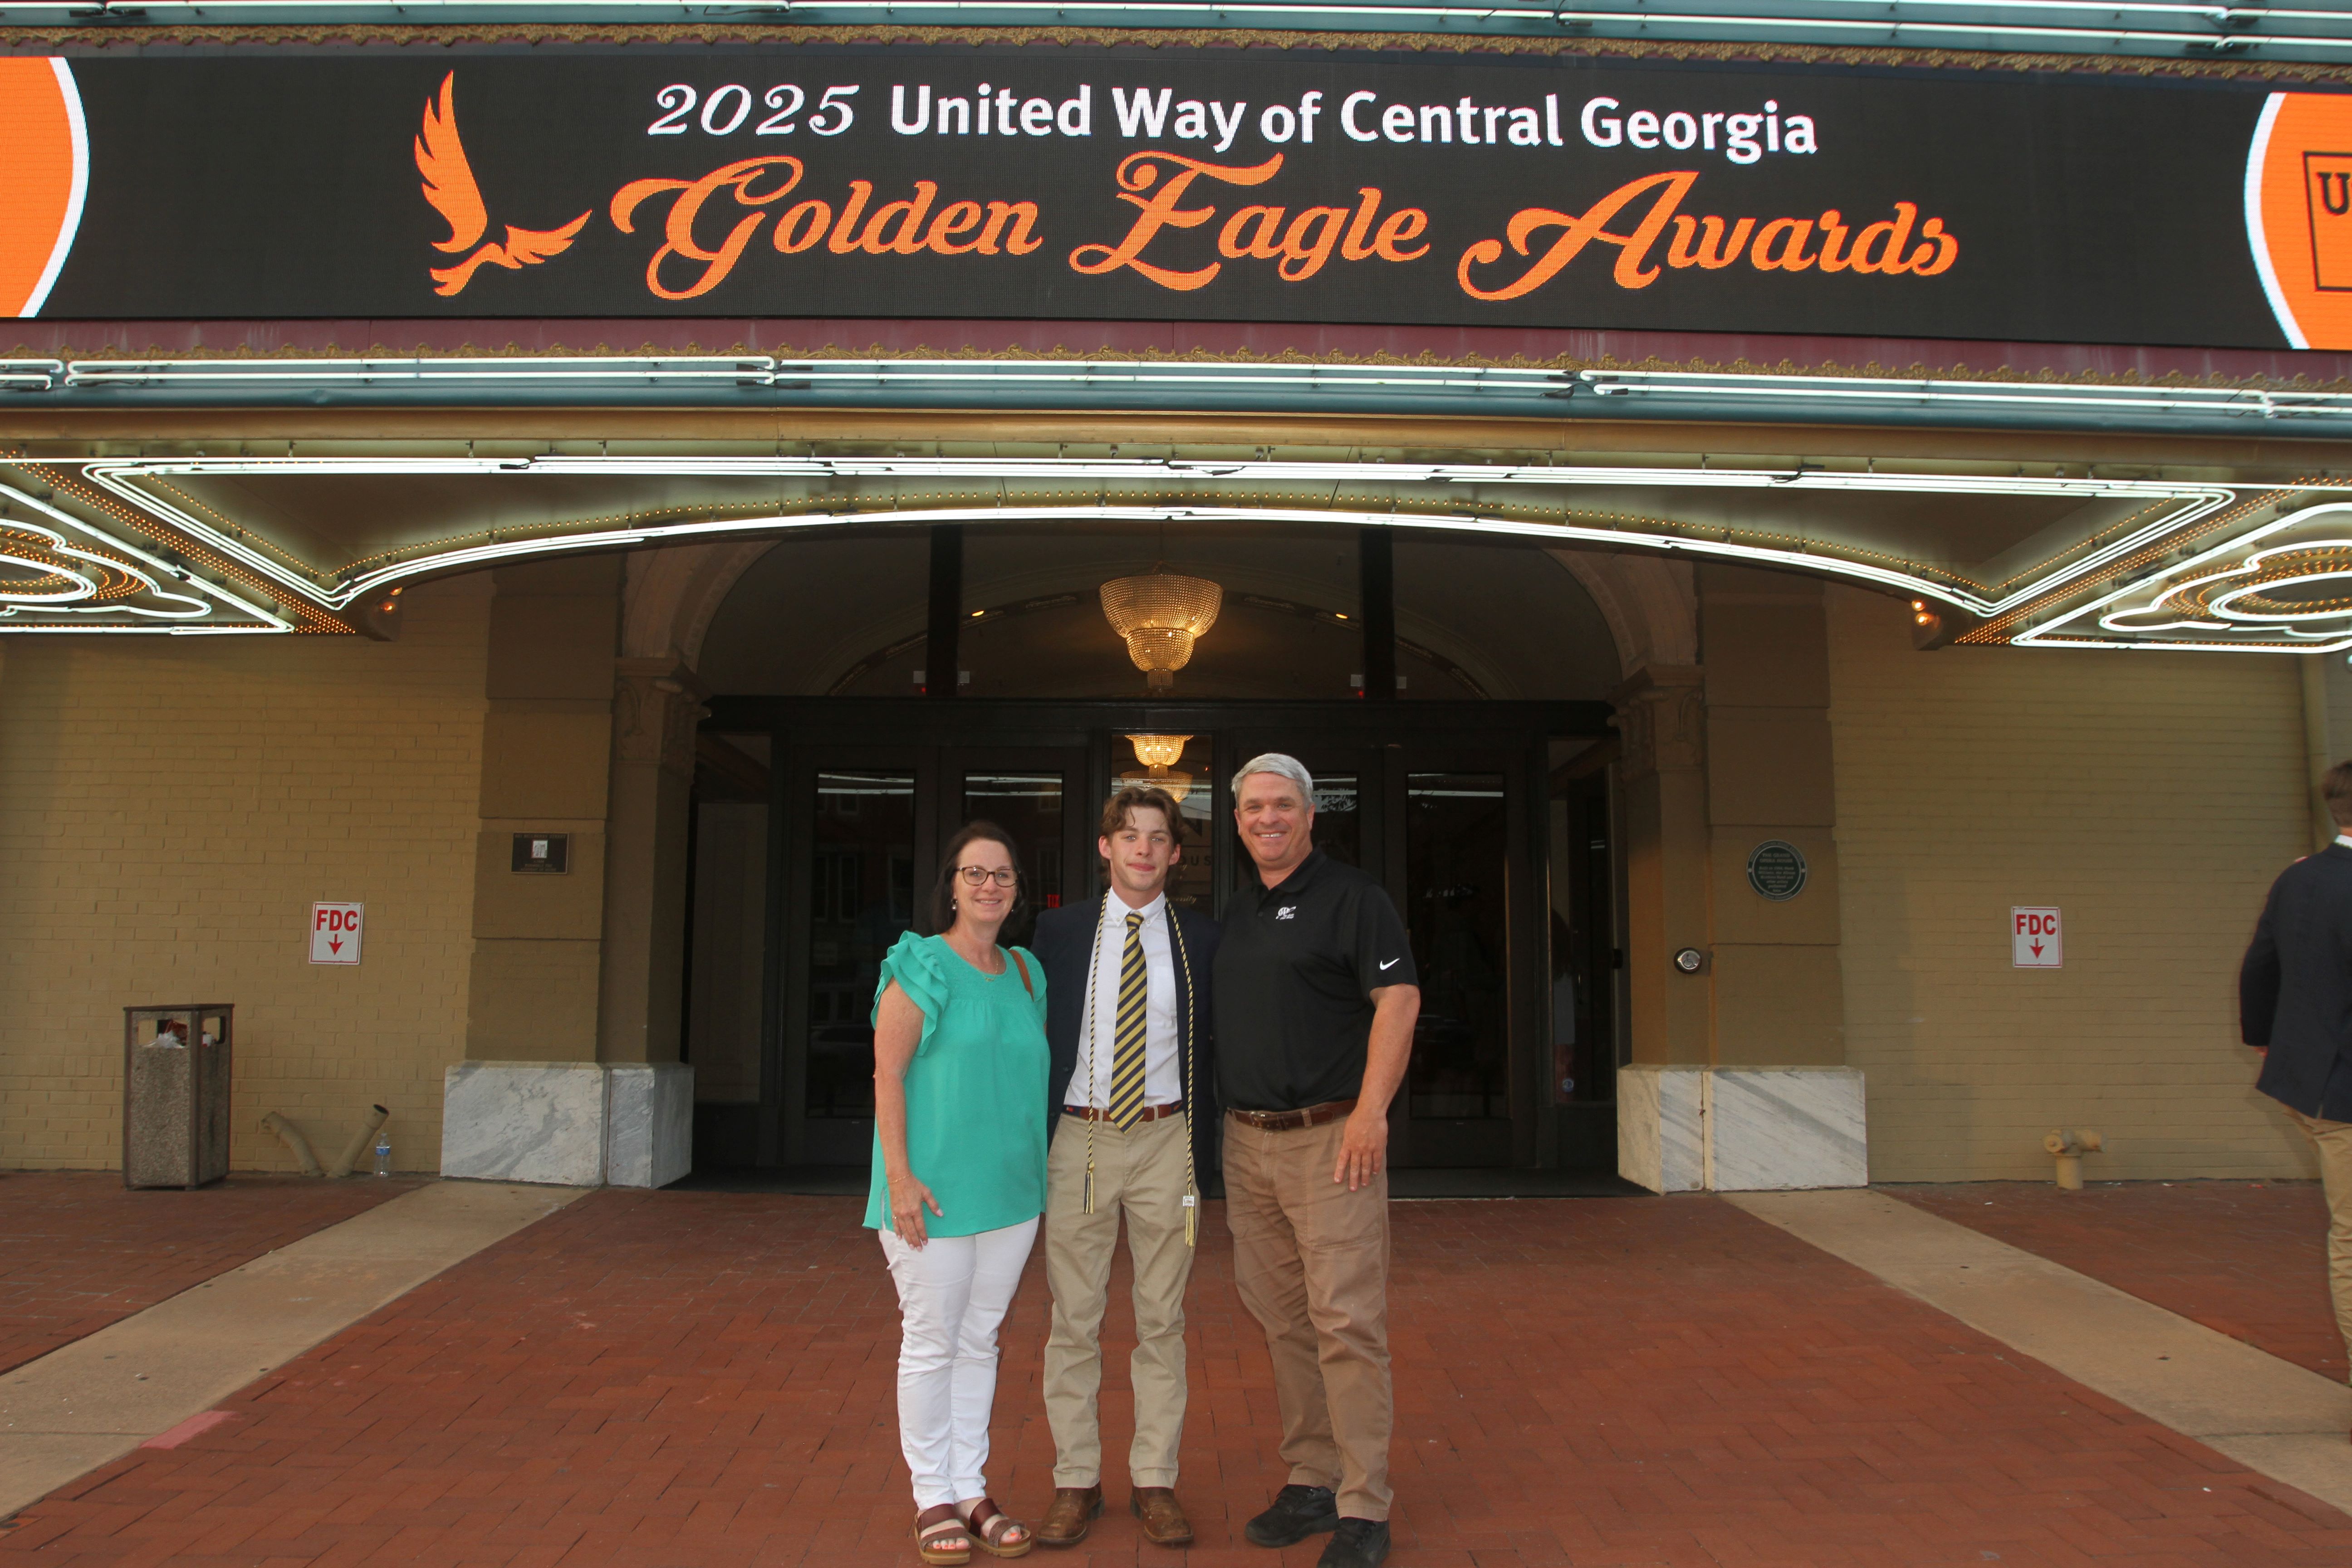 2025 United Way of Central Georgia
Golden Eagle Awards
U
FDC
FDC